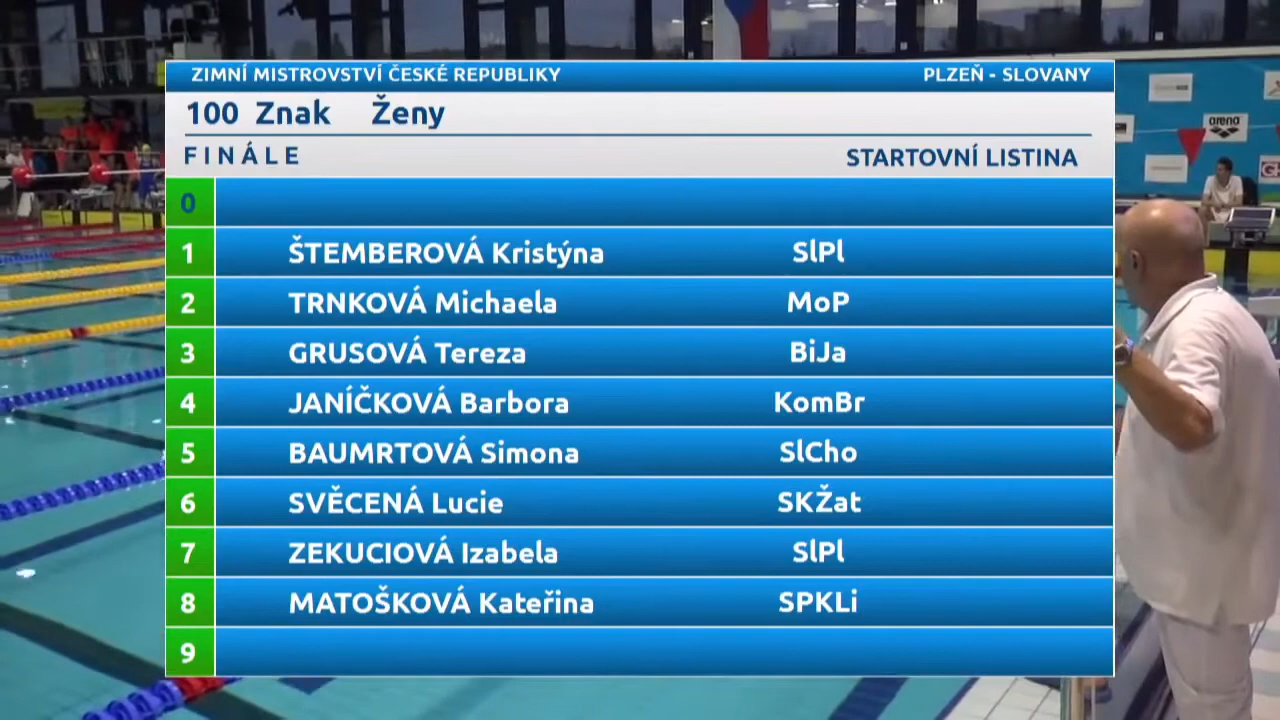 ZIMNÍ MISTROVSTVÍ ČESKÉ REPUBLIKY PLZEŇ - SLOVANY
100 Znak Ženy
FINÁLE STARTOVNÍ LISTINA
0
1 ŠTEMBEROVÁ Kristýna SlPl
2 TRNKOVÁ Michaela MoP
3 GRUSOVÁ Tereza BiJa
4 JANÍČKOVÁ Barbora KomBr
5 BAUMRTOVÁ Simona SlCho
6 SVĚCENÁ Lucie SKŽat
7 ZEKUCIOVÁ Izabela SlPl
8 MATOŠKOVÁ Kateřina SPKLi
9
arena